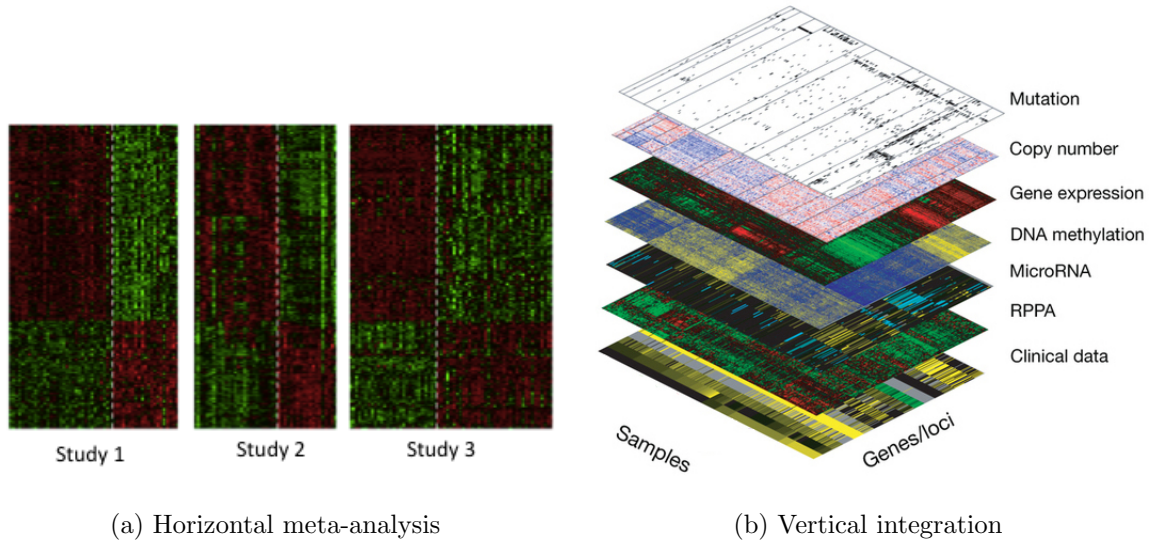 Study 1
Study 2
Study 3
(a) Horizontal meta-analysis
Mutation
Copy number
Gene expression
DNA methylation
MicroRNA
RPPA
Clinical data
Samples
Genes/loci
(b) Vertical integration